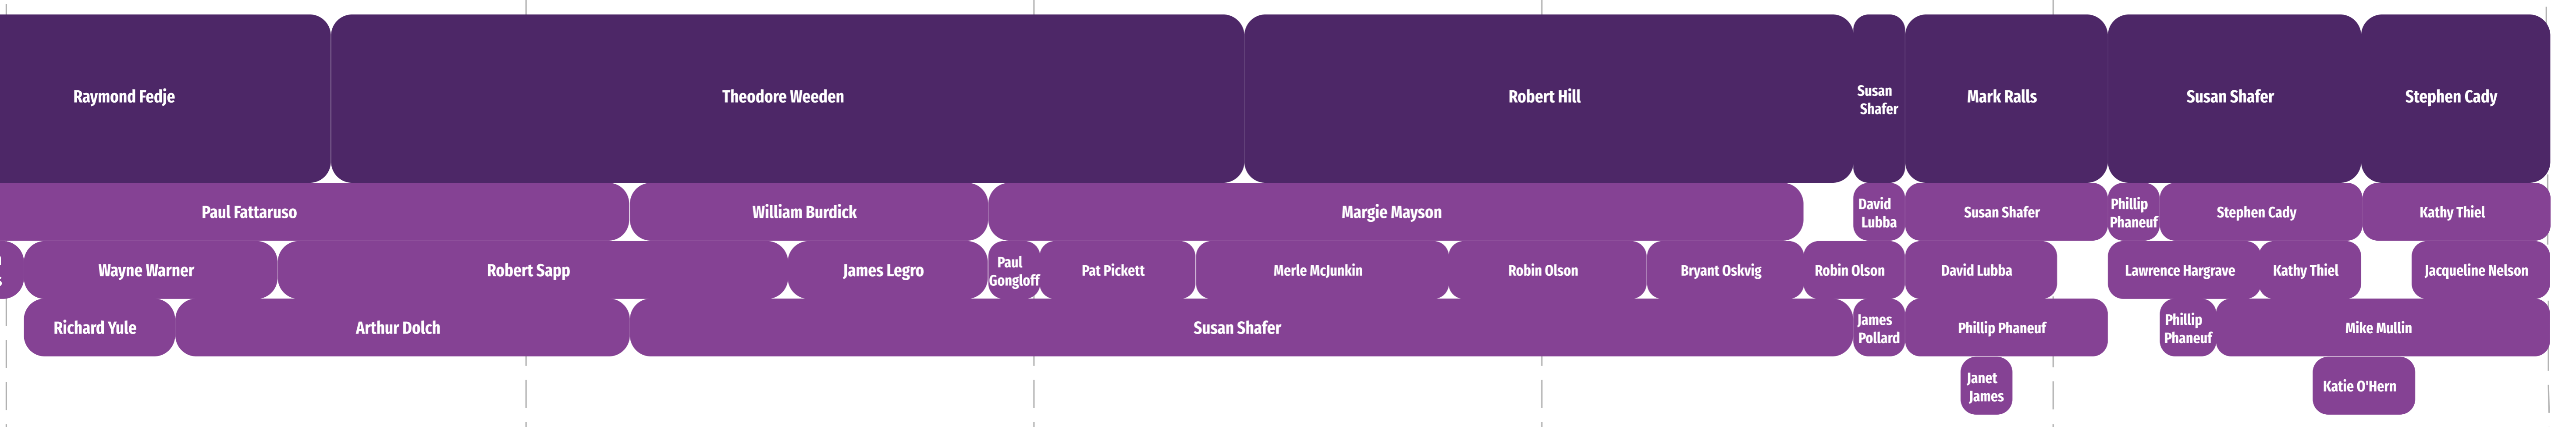 Raymond Fedje
Theodore Weeden
Robert Hill
Susan
Shafer
Mark Ralls
Susan Shafer
Stephen Cady
Paul Fattaruso
William Burdick
Margie Mayson
David
Lubba
Susan Shafer
Phillip
Phaneuf
Stephen Cady
Kathy Thiel
Wayne Warner
Robert Sapp
James Legro
Paul
Gongloff
Pat Pickett
Merle McJunkin
Robin Olson
Bryant Oskvig
Robin Olson
David Lubba
Lawrence Hargrave
Kathy Thiel
Jacqueline Nelson
Richard Yule
Arthur Dolch
Susan Shafer
James
Pollard
Phillip Phaneuf
Phillip
Phaneuf
Mike Mullin
Janet
James
Katie O'Hern